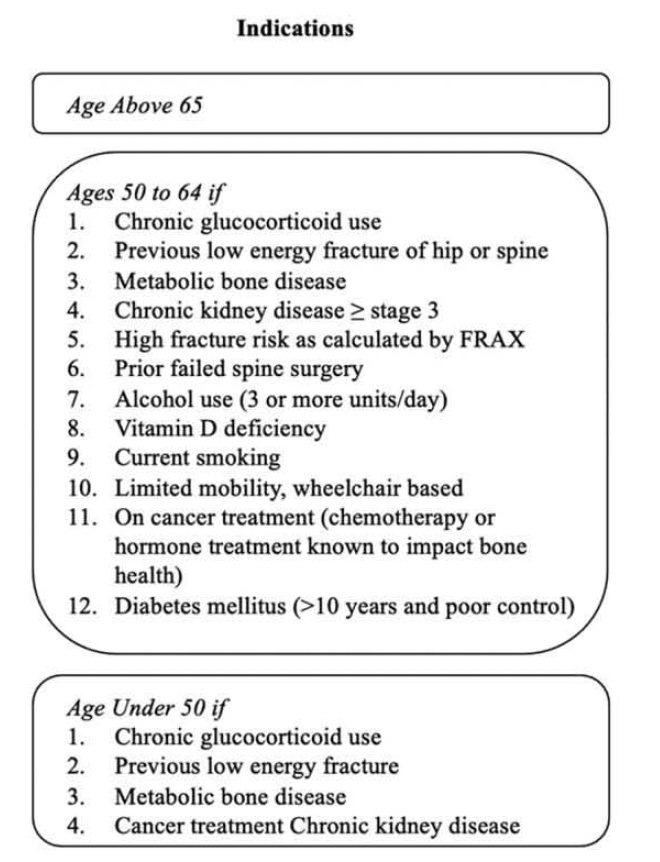 Indications
Age Above 65
Ages 50 to 64 if
1. Chronic glucocorticoid use
2. Previous low energy fracture of hip or spine
3. Metabolic bone disease
4. Chronic kidney disease ≥ stage 3
5. High fracture risk as calculated by FRAX
6. Prior failed spine surgery
7. Alcohol use (3 or more units/day)
8. Vitamin D deficiency
9. Current smoking
10. Limited mobility, wheelchair based
11. On cancer treatment (chemotherapy or
hormone treatment known to impact bone
health)
12. Diabetes mellitus (>10 years and poor control)
Age Under 50 if
1. Chronic glucocorticoid use
2. Previous low energy fracture
3. Metabolic bone disease
4. Cancer treatment Chronic kidney disease